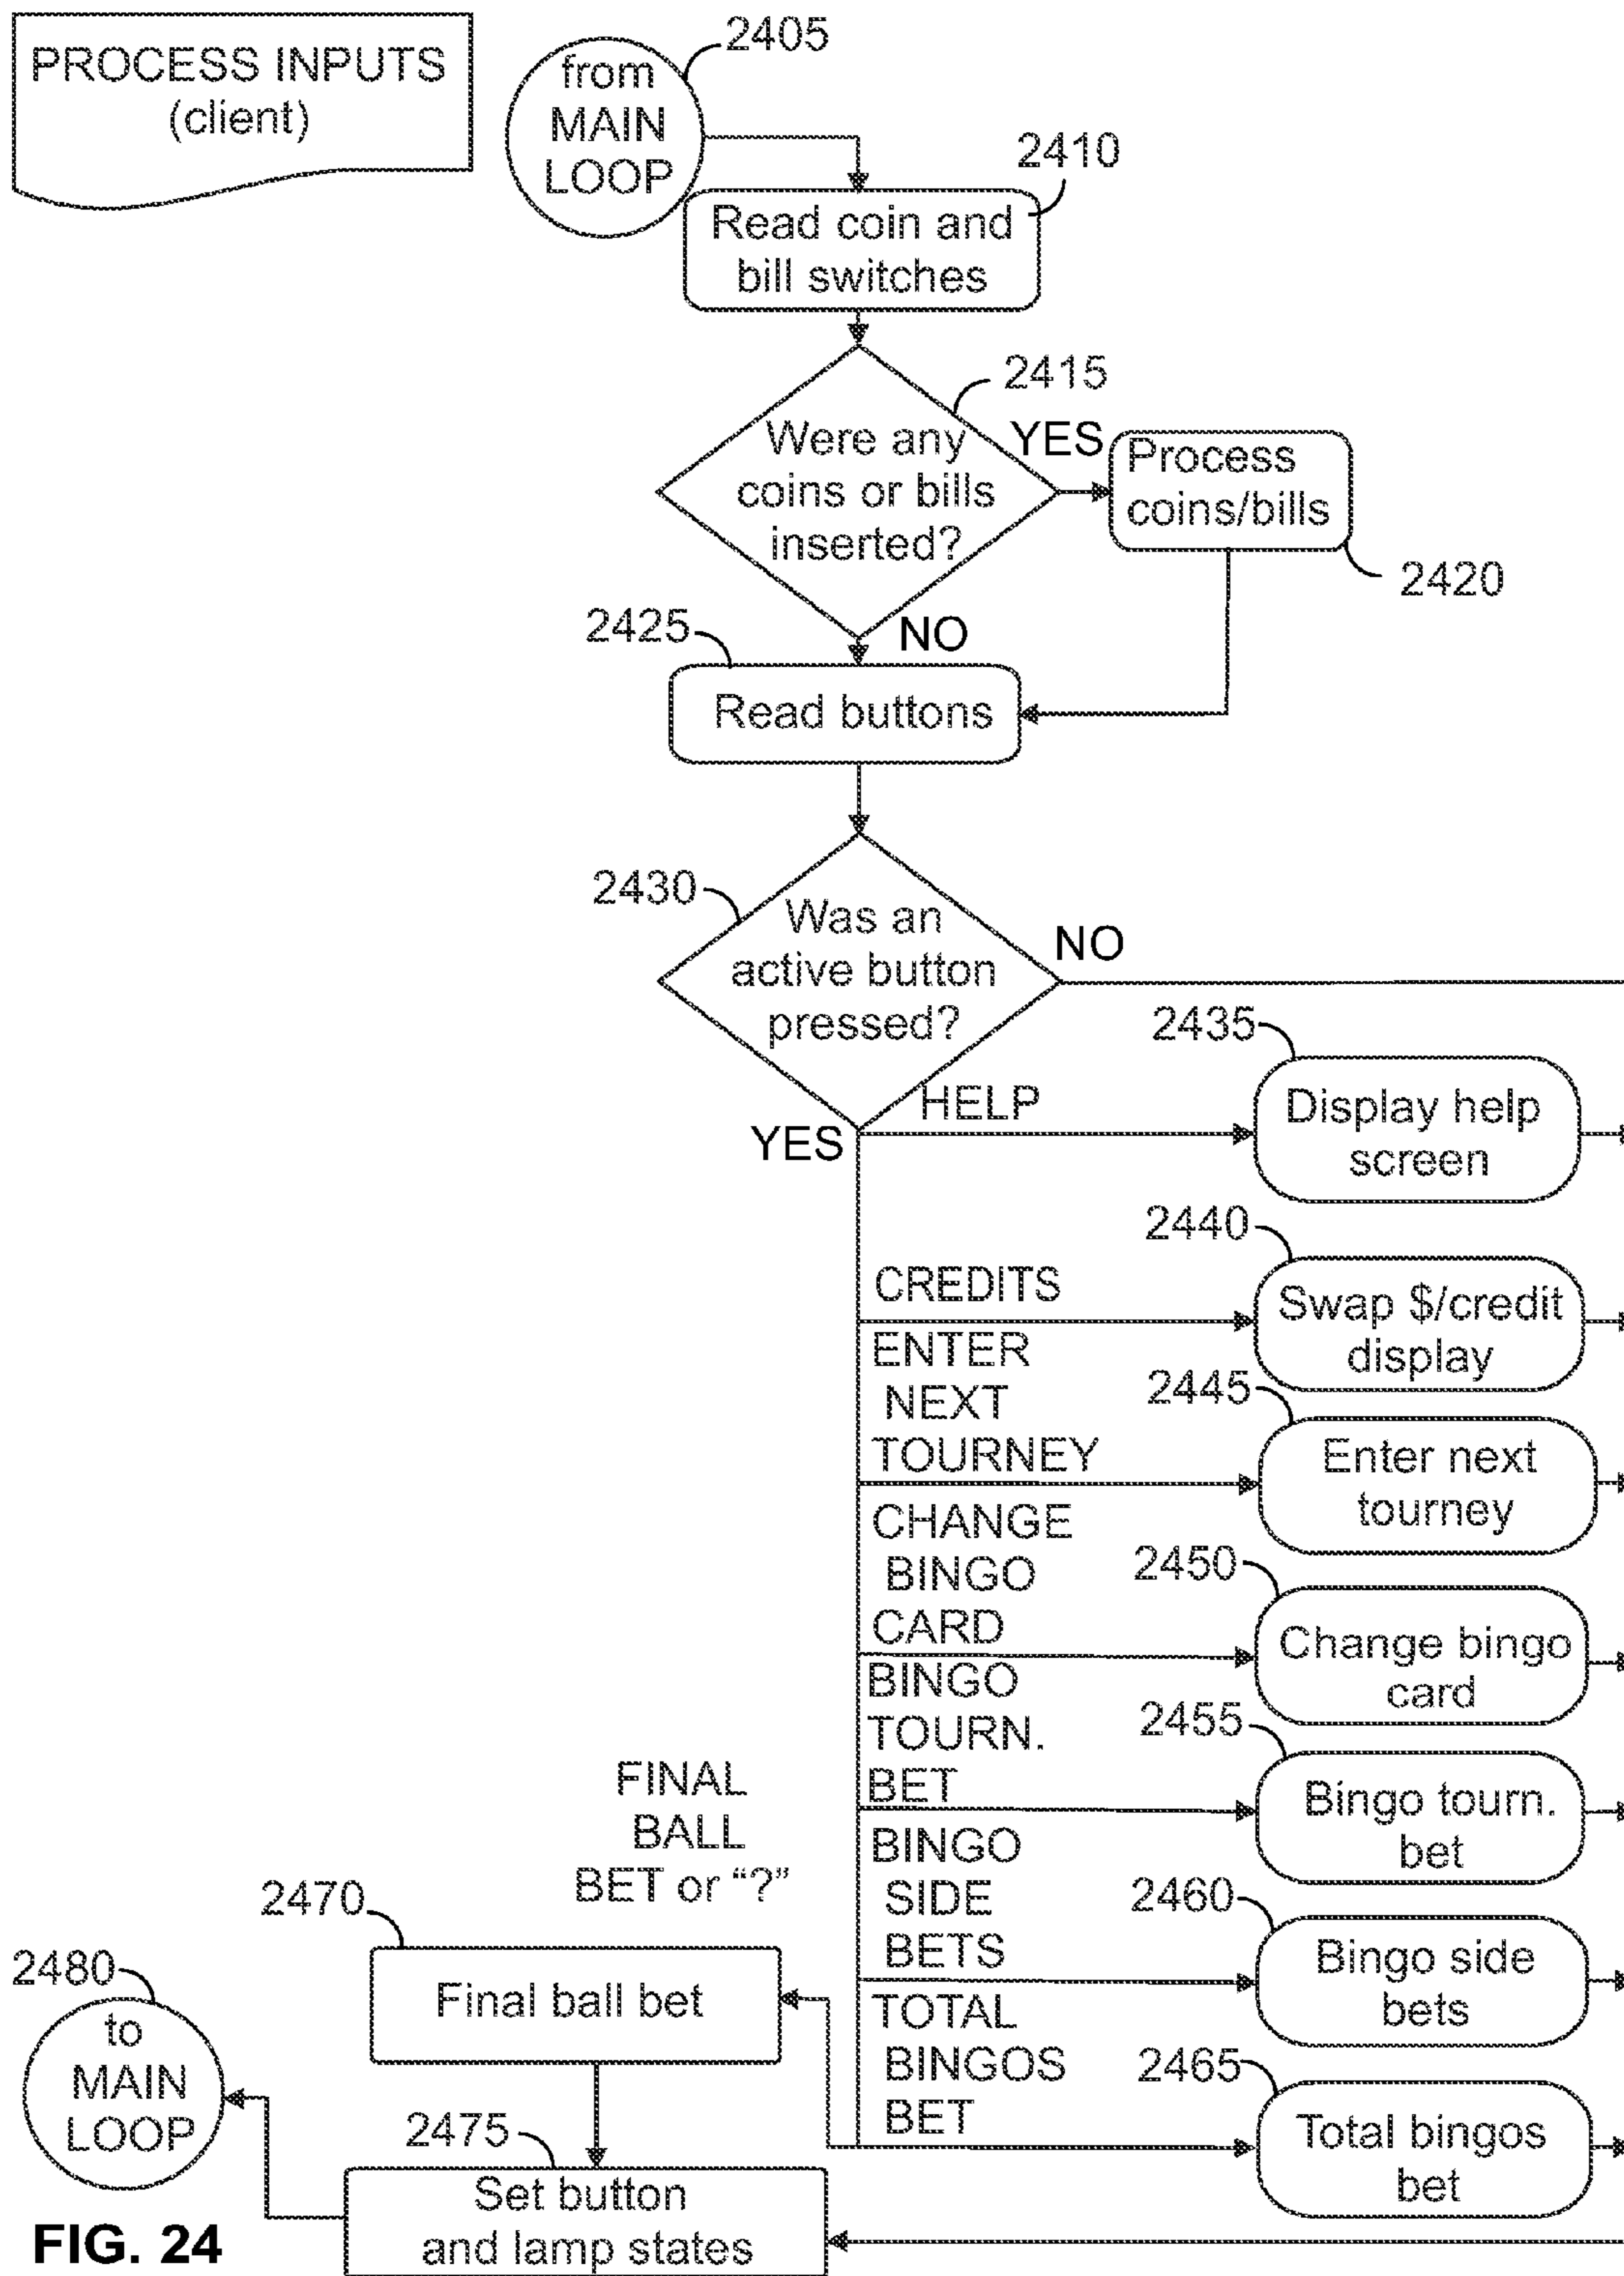 PROCESS INPUTS
(client)
2405
from
MAIN
LOOP
2410
Read coin and
bill switches
2415
Were any
coins or bills
inserted?
YES
Process
coins/bills
2420
NO
2425
Read buttons
2430
Was an
active button
pressed?
NO
YES
HELP
2435
Display help
screen
CREDITS
2440
Swap $/credit
display
ENTER
NEXT
TOURNEY
2445
Enter next
tourney
CHANGE
BINGO
CARD
2450
Change bingo
card
BINGO
TOURN.
BET
2455
Bingo tourn.
bet
BINGO
SIDE
BETS
2460
Bingo side
bets
TOTAL
BINGOS
BET
2465
Total bingos
bet
FINAL
BALL
BET or “?”
2470
Final ball bet
2475
Set button
and lamp states
2480
to
MAIN
LOOP
FIG. 24